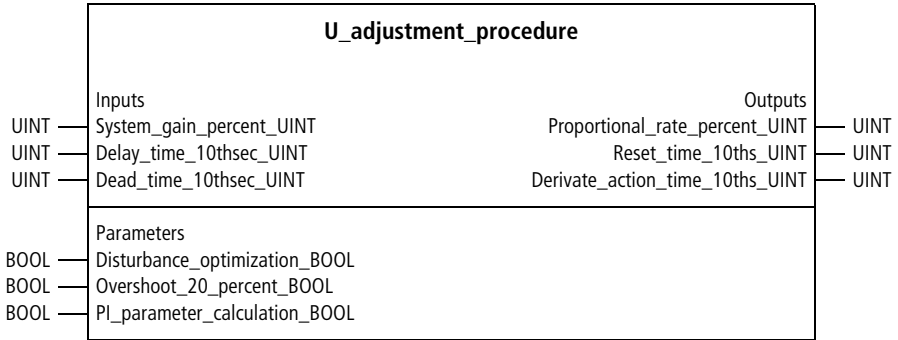 U_adjustment_procedure
Inputs Outputs
UINT System_gain_percent_UINT Proportional_rate_percent_UINT UINT
UINT Delay_time_10thsec_UINT Reset_time_10ths_UINT UINT
UINT Dead_time_10thsec_UINT Derivate_action_time_10ths_UINT UINT
Parameters
BOOL Disturbance_optimization_BOOL
BOOL Overshoot_20_percent_BOOL
BOOL PI_parameter_calculation_BOOL